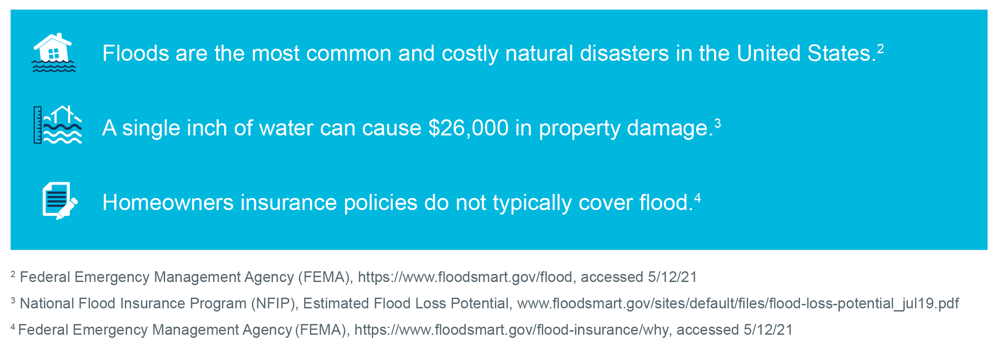 Floods are the most common and costly natural disasters in the United States.²
A single inch of water can cause $26,000 in property damage.³
Homeowners insurance policies do not typically cover flood.⁴
² Federal Emergency Management Agency (FEMA), https://www.floodsmart.gov/flood, accessed 5/12/21
³ National Flood Insurance Program (NFIP), Estimated Flood Loss Potential, www.floodsmart.gov/sites/default/files/flood-loss-potential_jul19.pdf
⁴ Federal Emergency Management Agency (FEMA), https://www.floodsmart.gov/flood-insurance/why, accessed 5/12/21